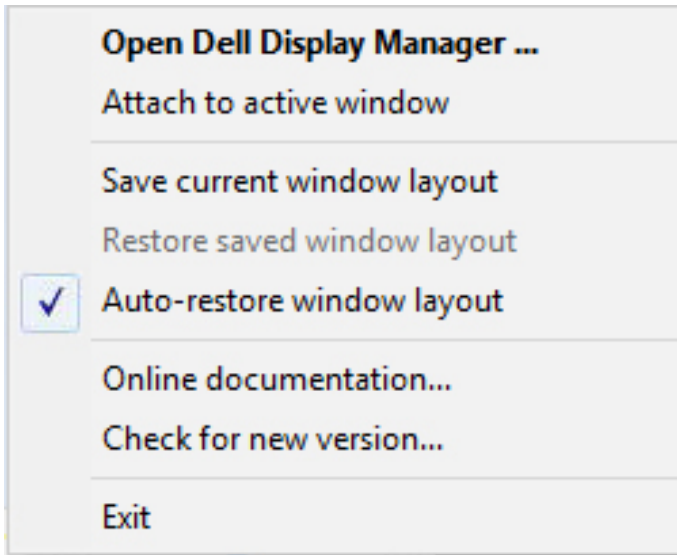 Open Dell Display Manager ...
Attach to active window
Save current window layout
Restore saved window layout
Auto-restore window layout
Online documentation...
Check for new version...
Exit